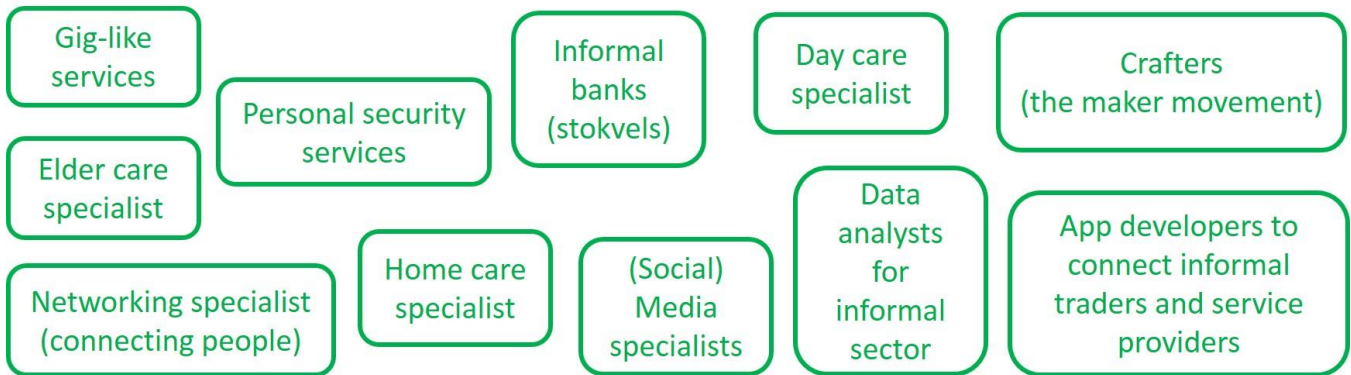 Gig-like
services
Personal security
services
Informal
banks
(stokvels)
Day care
specialist
Crafters
(the maker movement)
Elder care
specialist
Networking specialist
(connecting people)
Home care
specialist
(Social)
Media
specialists
Data
analysts
for
informal
sector
App developers to
connect informal
traders and service
providers